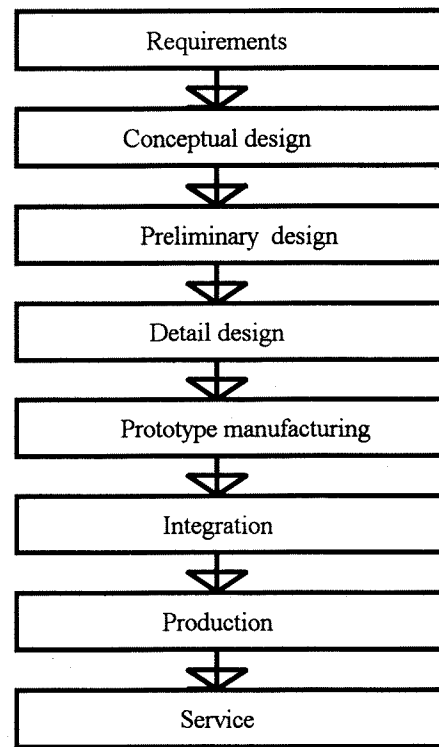 Requirements
Conceptual design
Preliminary design
Detail design
Prototype manufacturing
Integration
Production
Service